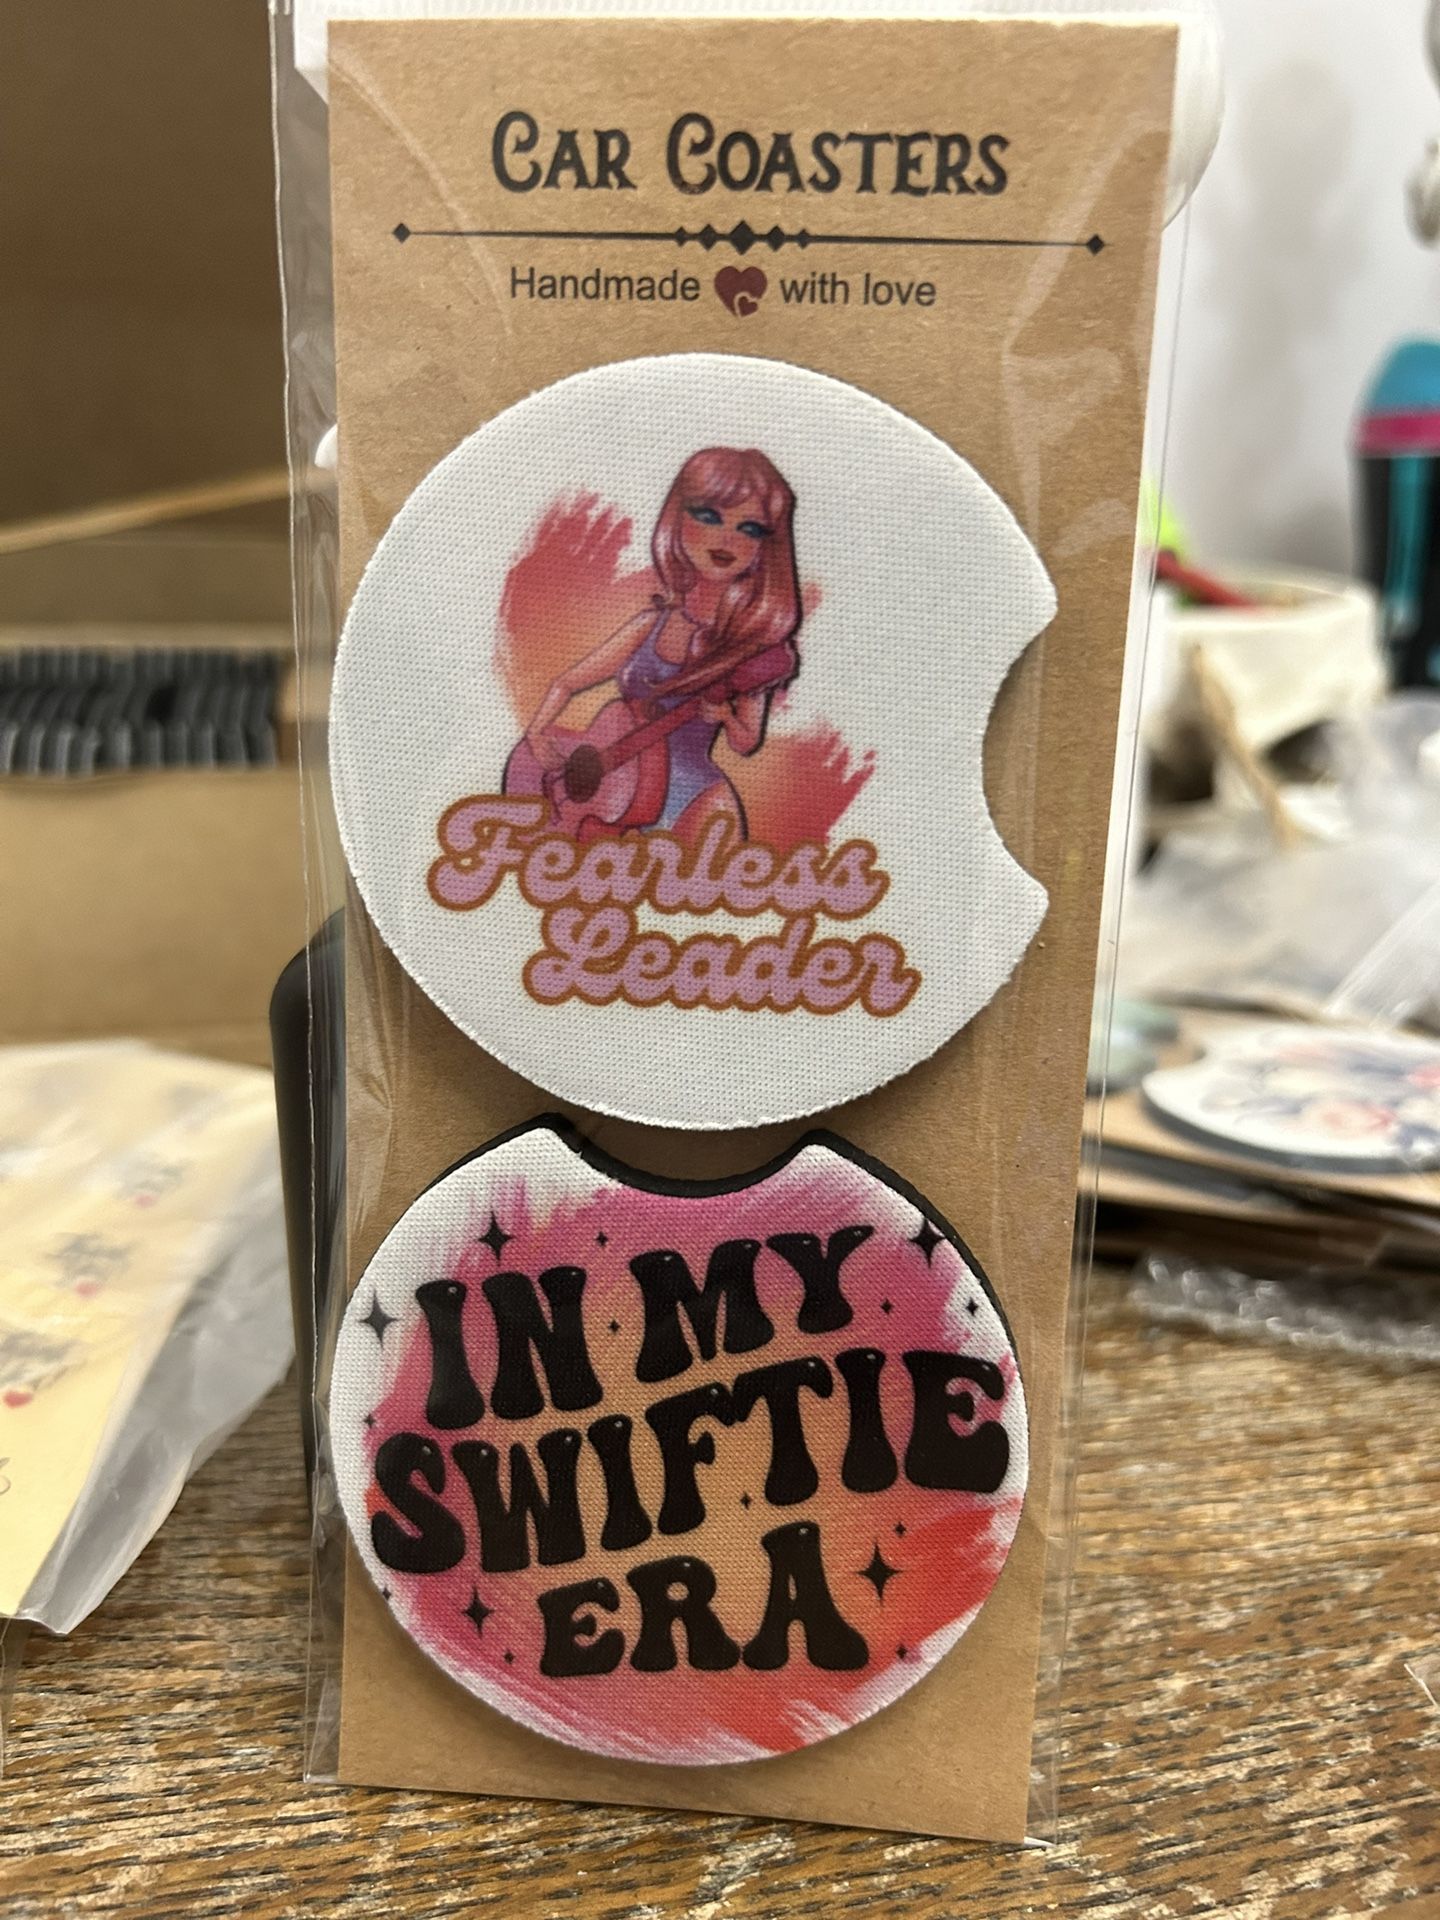 CAR COASTERS
Handmade with love
Fearless
Leader
IN MY
SWIFTIE
ERA